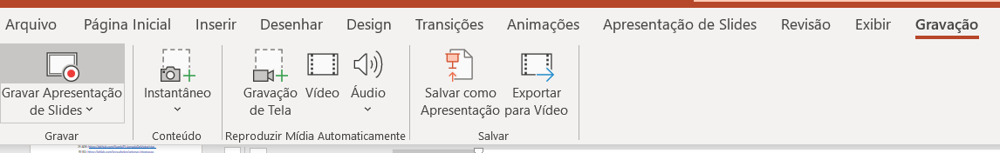 Arquivo Página Inicial Inserir Desenhar Design Transições Animações Apresentação de Slides Revisão Exibir Gravação
Gravar Apresentação
de Slides
Instantâneo
Gravação
de Tela
Vídeo
Áudio
Salvar como
Apresentação
Exportar
para Vídeo
Gravar
Conteúdo
Reproduzir Mídia Automaticamente
Salvar